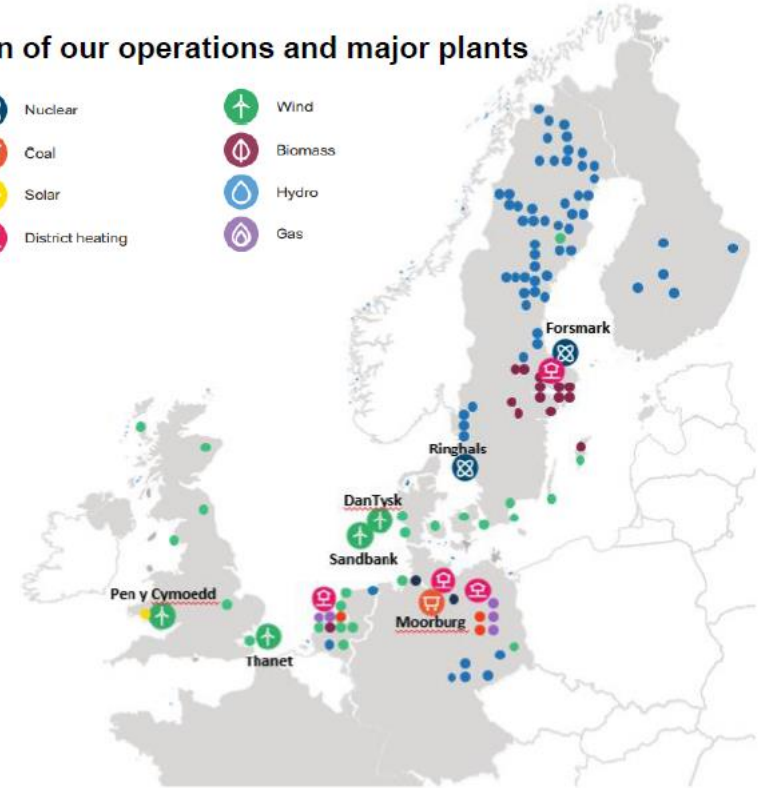 n of our operations and major plants
Nuclear
Wind
Coal
Biomass
Solar
Hydro
District heating
Gas
Forsmark
Ringhals
DanTysk
Sandbank
Pen y Cymoedd
Moorburg
Thanet